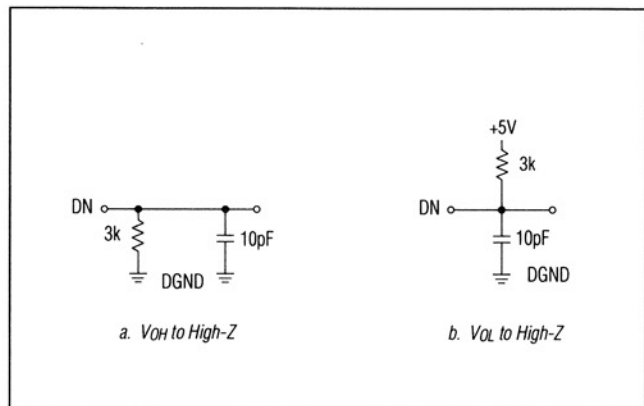 DN
3k
10pF
DGND
a. VOH to High-Z
+5V
3k
DN
10pF
DGND
b. VOL to High-Z